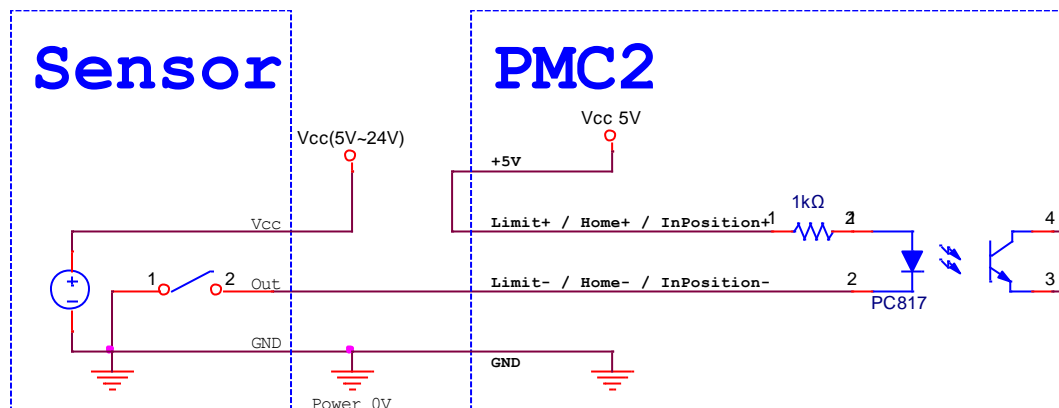 Sensor
PMC2
Vcc(5V~24V)
Vcc 5V
+5V
Vcc
Limit+ / Home+ / InPosition+
1
1kΩ
2
1
4
1
2
Out
Limit- / Home- / InPosition-
2
PC817
3
GND
GND
Power 0V